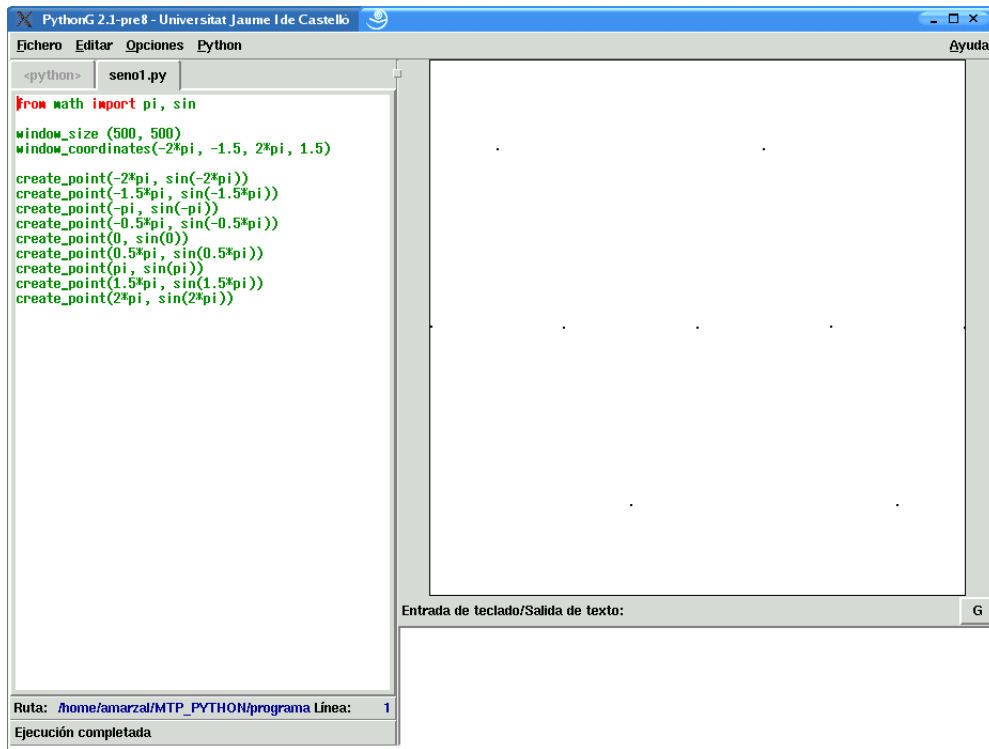 PythonG 2.1-pre8 - Universitat Jaume I de Castelló
Fichero Editar Opciones Python Ayuda
<python> seno1.py
from math import pi, sin
window_size (500, 500)
window_coordinates(-2*pi, -1.5, 2*pi, 1.5)
create_point(-2*pi, sin(-2*pi))
create_point(-1.5*pi, sin(-1.5*pi))
create_point(-pi, sin(-pi))
create_point(-0.5*pi, sin(-0.5*pi))
create_point(0, sin(0))
create_point(0.5*pi, sin(0.5*pi))
create_point(pi, sin(pi))
create_point(1.5*pi, sin(1.5*pi))
create_point(2*pi, sin(2*pi))
Entrada de teclado/Salida de texto: G
Ruta: /home/amarzal/MTP_PYTHON/programa Línea: 1
Ejecución completada